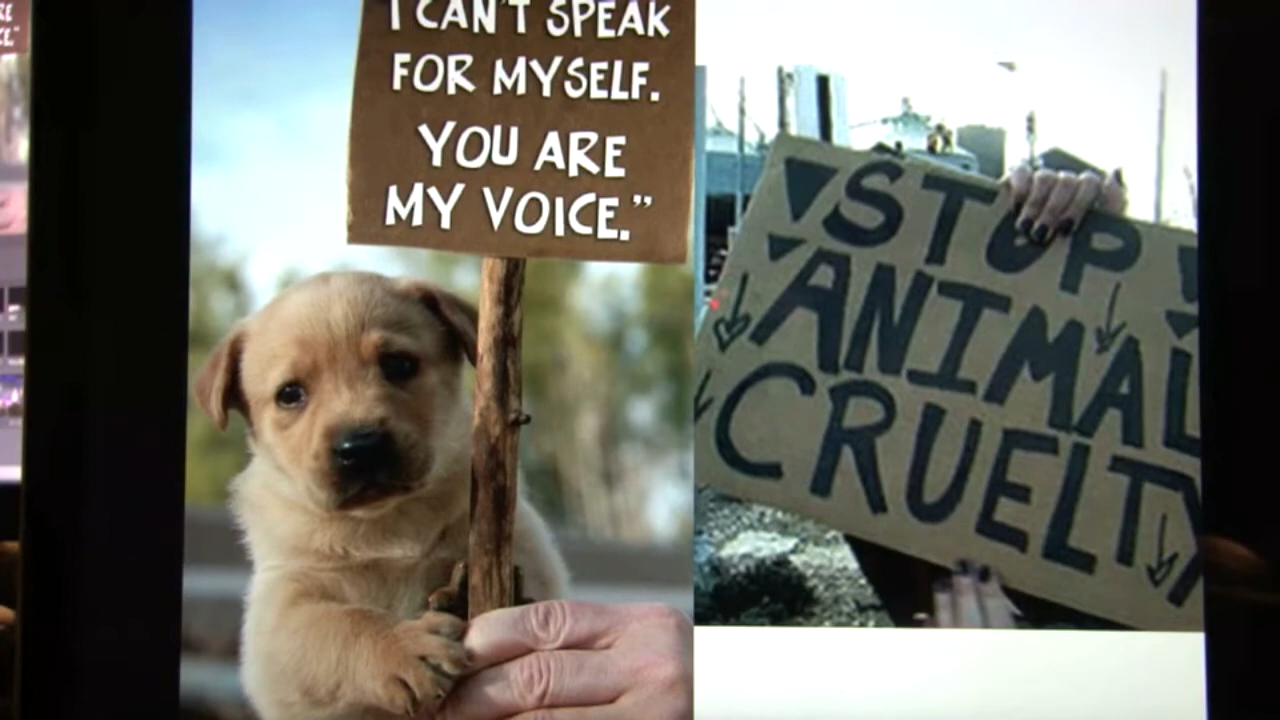 I CAN'T SPEAK
FOR MYSELF.
YOU ARE
MY VOICE.”
STOP
ANIMAL
CRUELTY